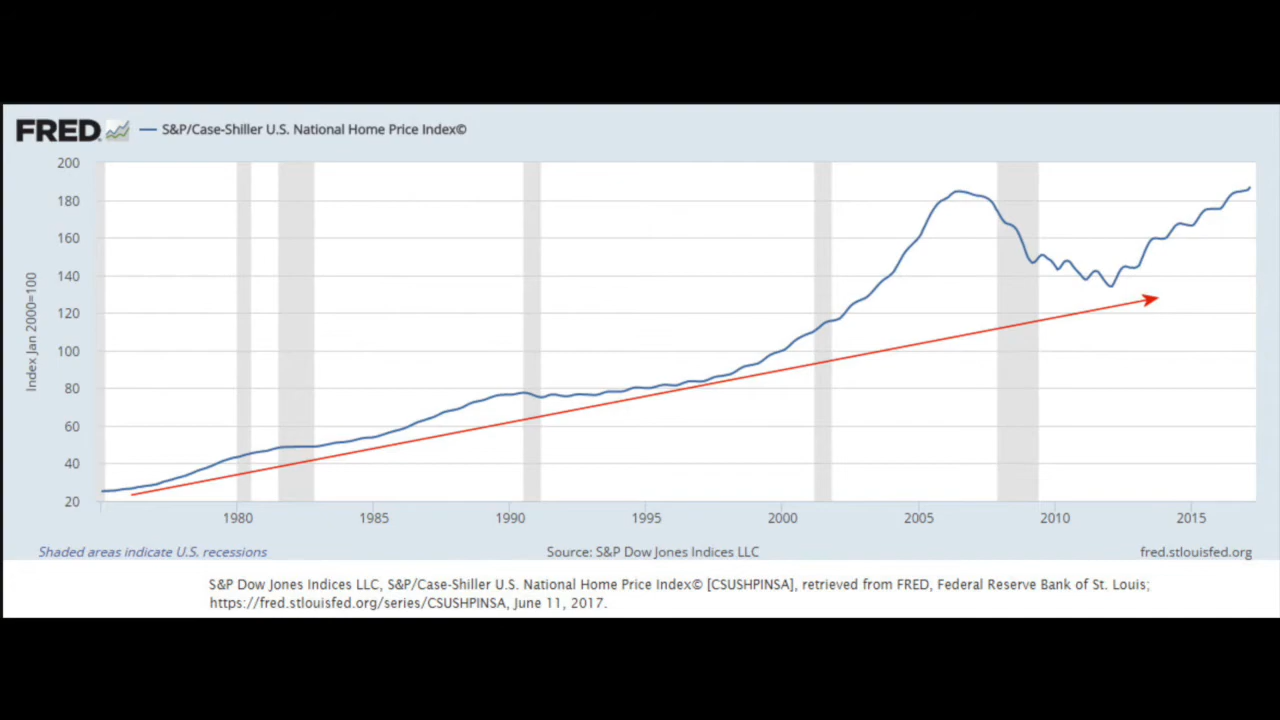 FRED
S&P/Case-Shiller U.S. National Home Price Index©
200
180
160
140
120
100
80
60
40
20
Index Jan 2000=100
1980 1985 1990 1995 2000 2005 2010 2015
Shaded areas indicate U.S. recessions
Source: S&P Dow Jones Indices LLC
fred.stlouisfed.org
S&P Dow Jones Indices LLC, S&P/Case-Shiller U.S. National Home Price Index© [CSUSHPINSA], retrieved from FRED, Federal Reserve Bank of St. Louis;
https://fred.stlouisfed.org/series/CSUSHPINSA, June 11, 2017.